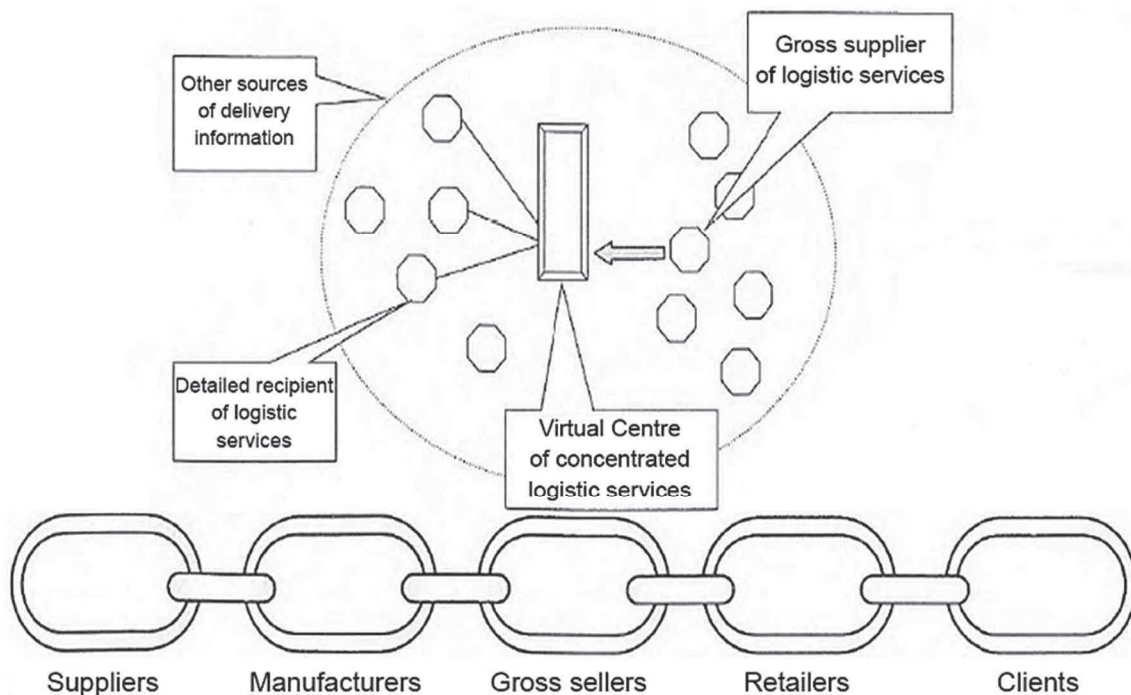 Other sources
of delivery
information
Gross supplier
of logistic services
Detailed recipient
of logistic
services
Virtual Centre
of concentrated
logistic services
Suppliers
Manufacturers
Gross sellers
Retailers
Clients